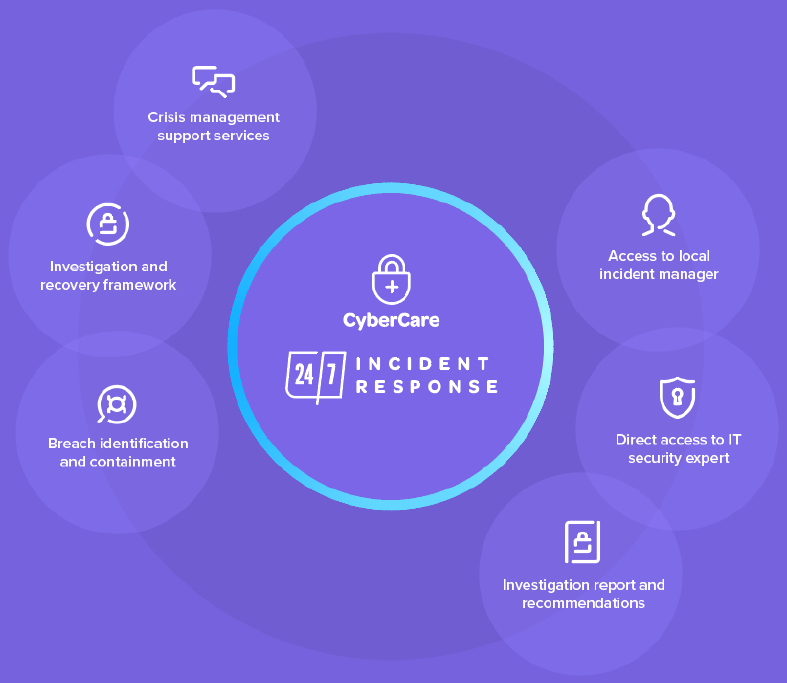 Crisis management
support services
Investigation and
recovery framework
Breach identification
and containment
CyberCare
24/7 INCIDENT
RESPONSE
Access to local
incident manager
Direct access to IT
security expert
Investigation report and
recommendations